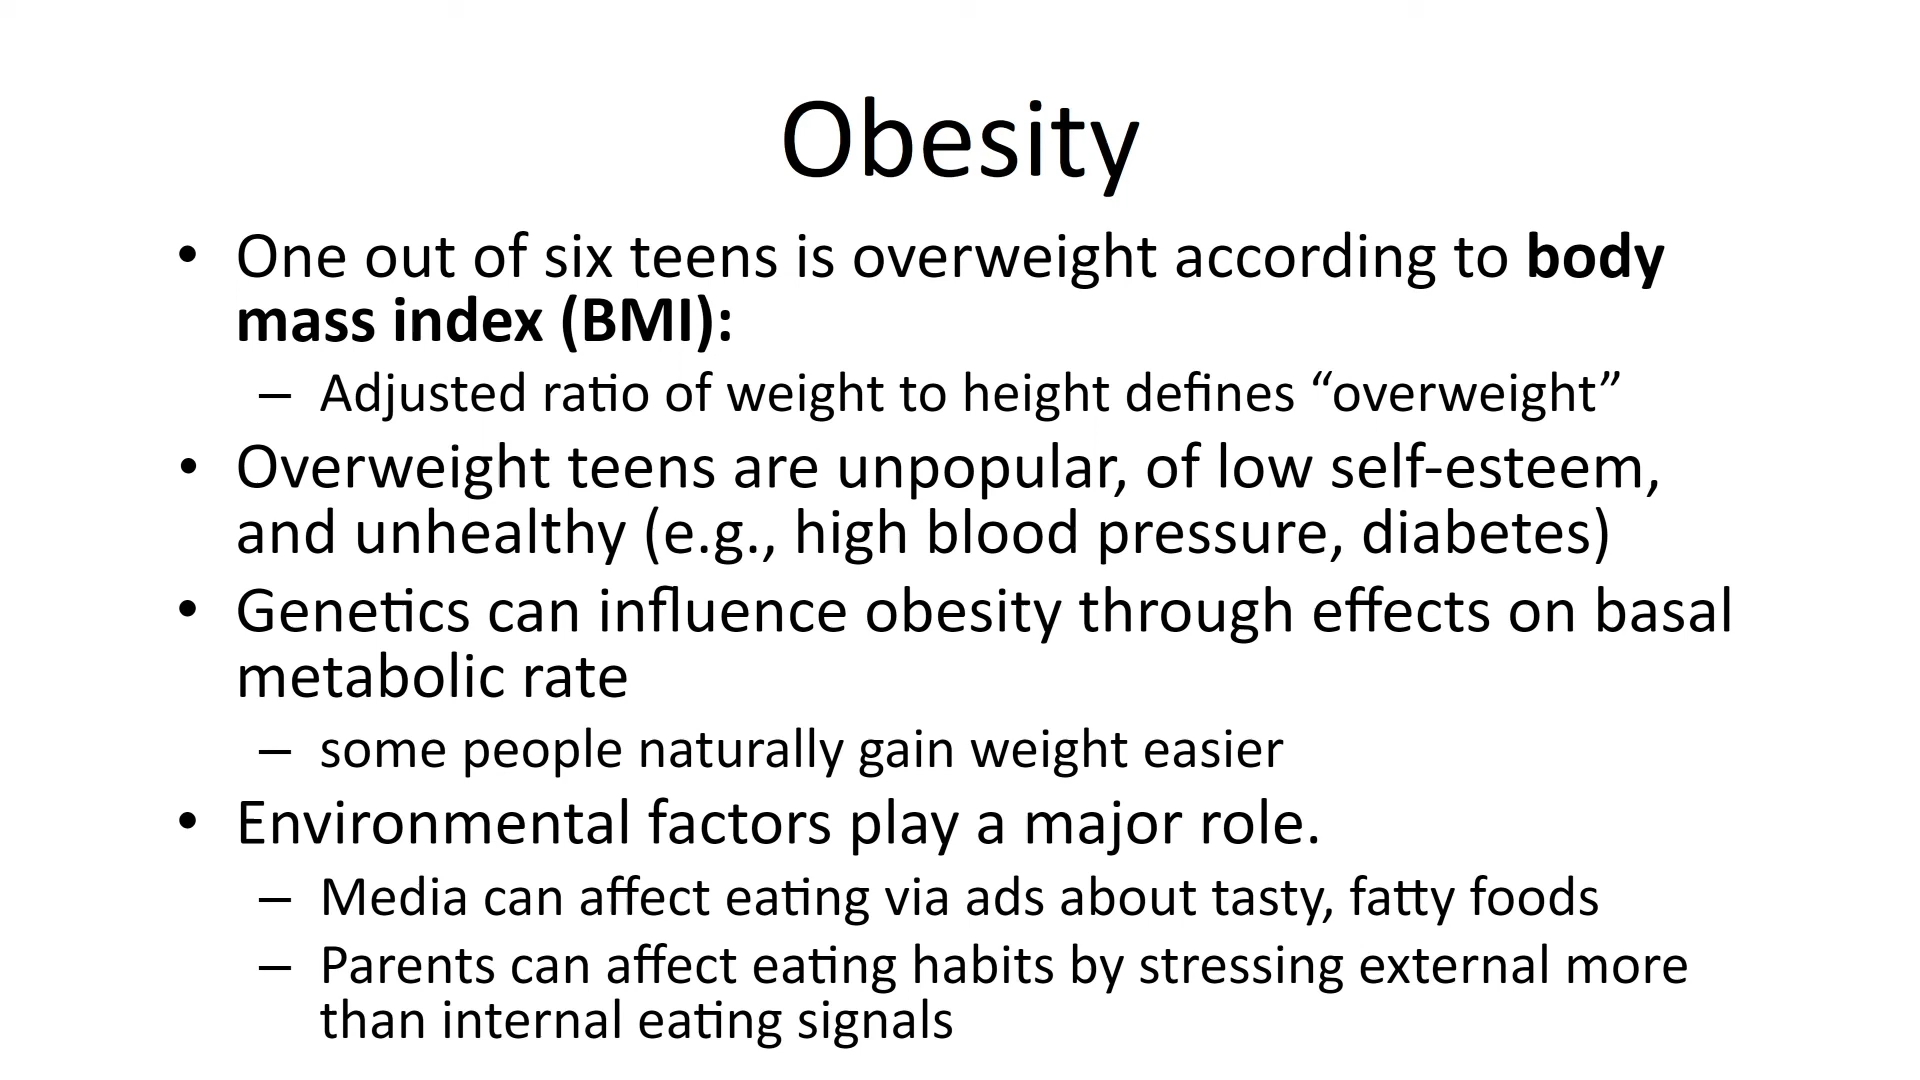 Obesity
• One out of six teens is overweight according to body
mass index (BMI):
– Adjusted ratio of weight to height defines “overweight”
• Overweight teens are unpopular, of low self-esteem,
and unhealthy (e.g., high blood pressure, diabetes)
• Genetics can influence obesity through effects on basal
metabolic rate
– some people naturally gain weight easier
• Environmental factors play a major role.
– Media can affect eating via ads about tasty, fatty foods
– Parents can affect eating habits by stressing external more
than internal eating signals